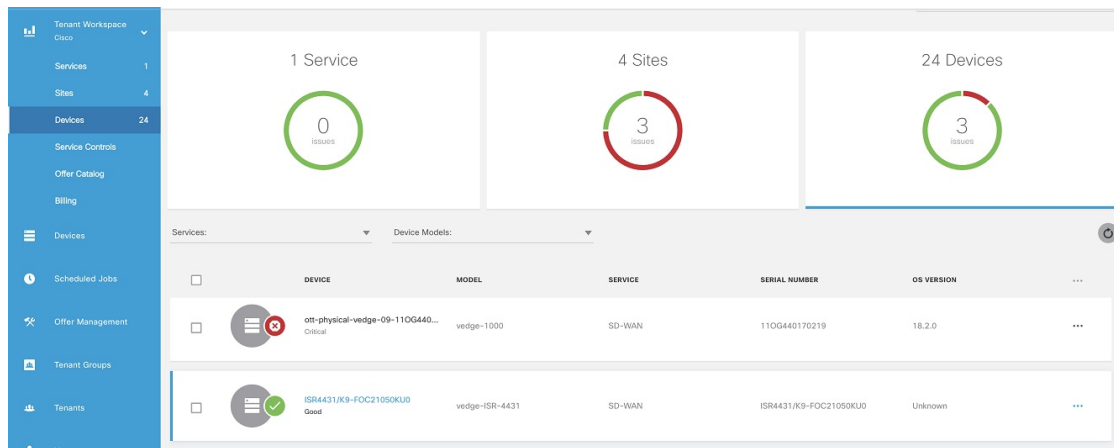 Tenant Workspace
Cisco
Services 1
Sites 4
Devices 24
Service Controls
Offer Catalog
Billing
Devices
Scheduled Jobs
Offer Management
Tenant Groups
Tenants
1 Service
0
issues
4 Sites
3
issues
24 Devices
3
issues
Services:
Device Models:
DEVICE MODEL SERVICE SERIAL NUMBER OS VERSION ...
ott-physical-vedge-09-11OG440... vedge-1000 SD-WAN 11OG440170219 18.2.0 ...
Critical
ISR4431/K9-FOC21050KU0 vedge-ISR-4431 SD-WAN ISR4431/K9-FOC21050KU0 Unknown ...
Good